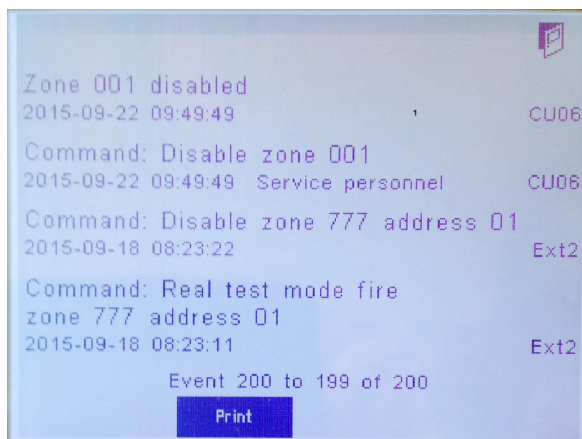 Zone 001 disabled
2015-09-22 09:49:49 CU06
Command: Disable zone 001
2015-09-22 09:49:49 Service personnel CU06
Command: Disable zone 777 address 01
2015-09-18 08:23:22 Ext2
Command: Real test mode fire
zone 777 address 01
2015-09-18 08:23:11 Ext2
Event 200 to 199 of 200
Print